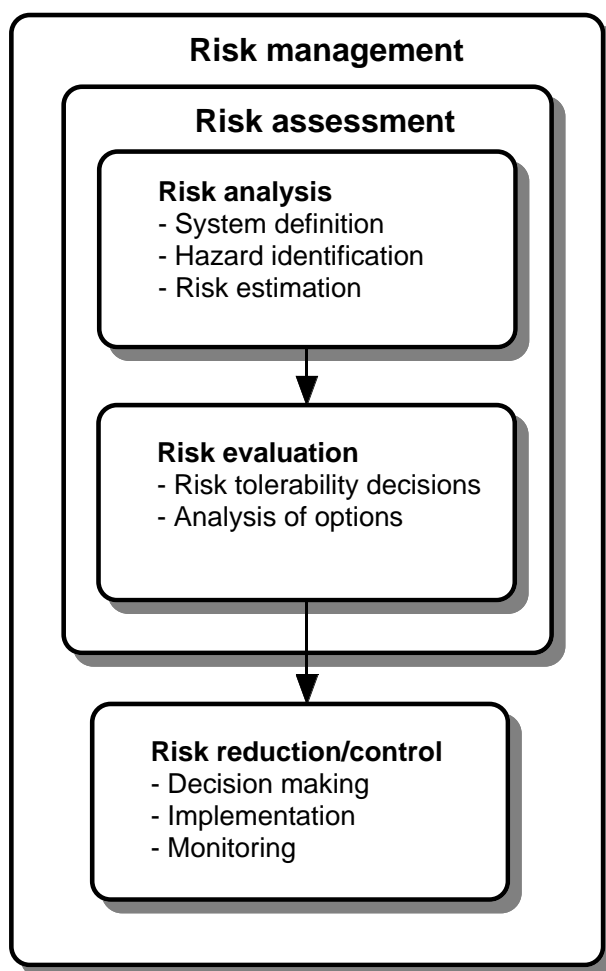 Risk management
Risk assessment
Risk analysis
- System definition
- Hazard identification
- Risk estimation
Risk evaluation
- Risk tolerability decisions
- Analysis of options
Risk reduction/control
- Decision making
- Implementation
- Monitoring